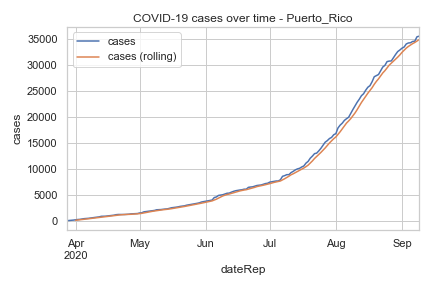 COVID-19 cases over time - Puerto_Rico
cases
cases (rolling)
35000
30000
25000
20000
15000
10000
5000
0
cases
Apr May Jun Jul Aug Sep
2020
dateRep